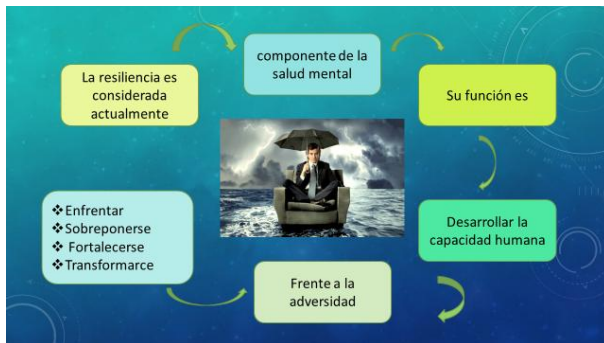 La resiliencia es
considerada
actualmente
componente de la
salud mental
Su función es
Desarrollar la
capacidad humana
❖Enfrentar
❖Sobreponerse
❖ Fortalecerse
❖Transformarce
Frente a la
adversidad